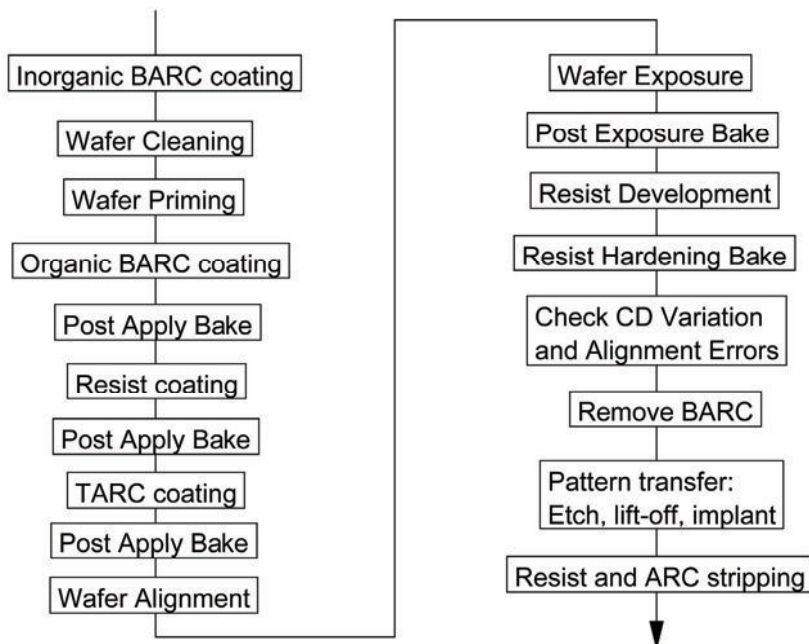 Inorganic BARC coating
Wafer Cleaning
Wafer Priming
Organic BARC coating
Post Apply Bake
Resist coating
Post Apply Bake
TARC coating
Post Apply Bake
Wafer Alignment
Wafer Exposure
Post Exposure Bake
Resist Development
Resist Hardening Bake
Check CD Variation
and Alignment Errors
Remove BARC
Pattern transfer:
Etch, lift-off, implant
Resist and ARC stripping